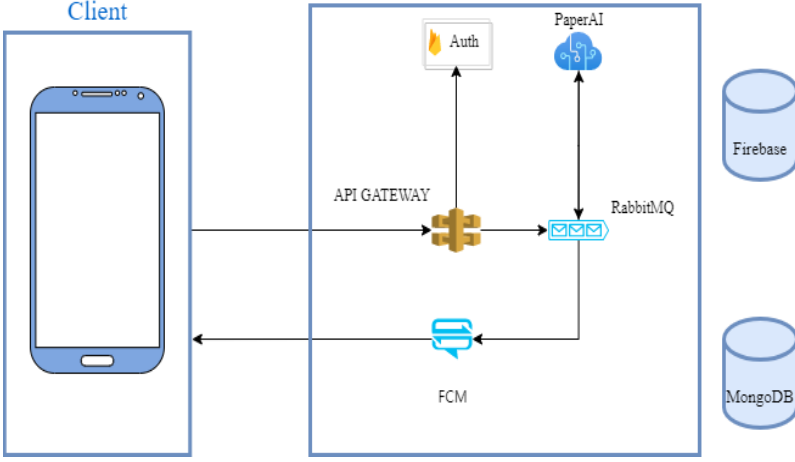 Client
PaperAI
Auth
Firebase
API GATEWAY
RabbitMQ
FCM
MongoDB